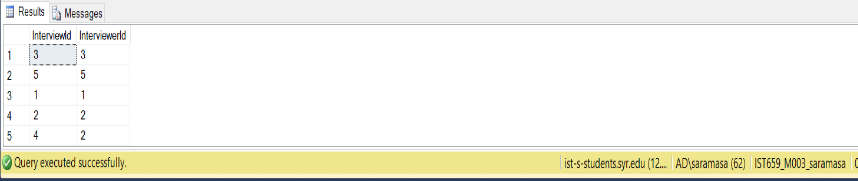 Results Messages
InterviewId InterviewerId
1 3 3
2 5 5
3 1 1
4 2 2
5 4 2
Query executed successfully. ist-s-students.syr.edu (12.... AD\saramasa (62) IST659_M003_saramasa